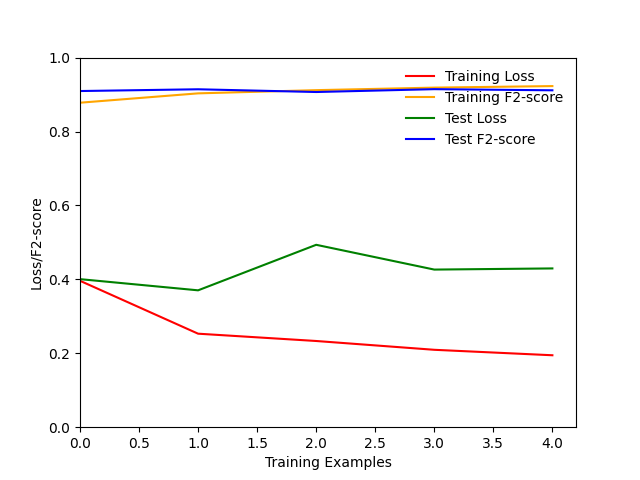 1.0
0.8
0.6
0.4
0.2
0.0
Loss/F2-score
Training Loss
Training F2-score
Test Loss
Test F2-score
0.0 0.5 1.0 1.5 2.0 2.5 3.0 3.5 4.0
Training Examples